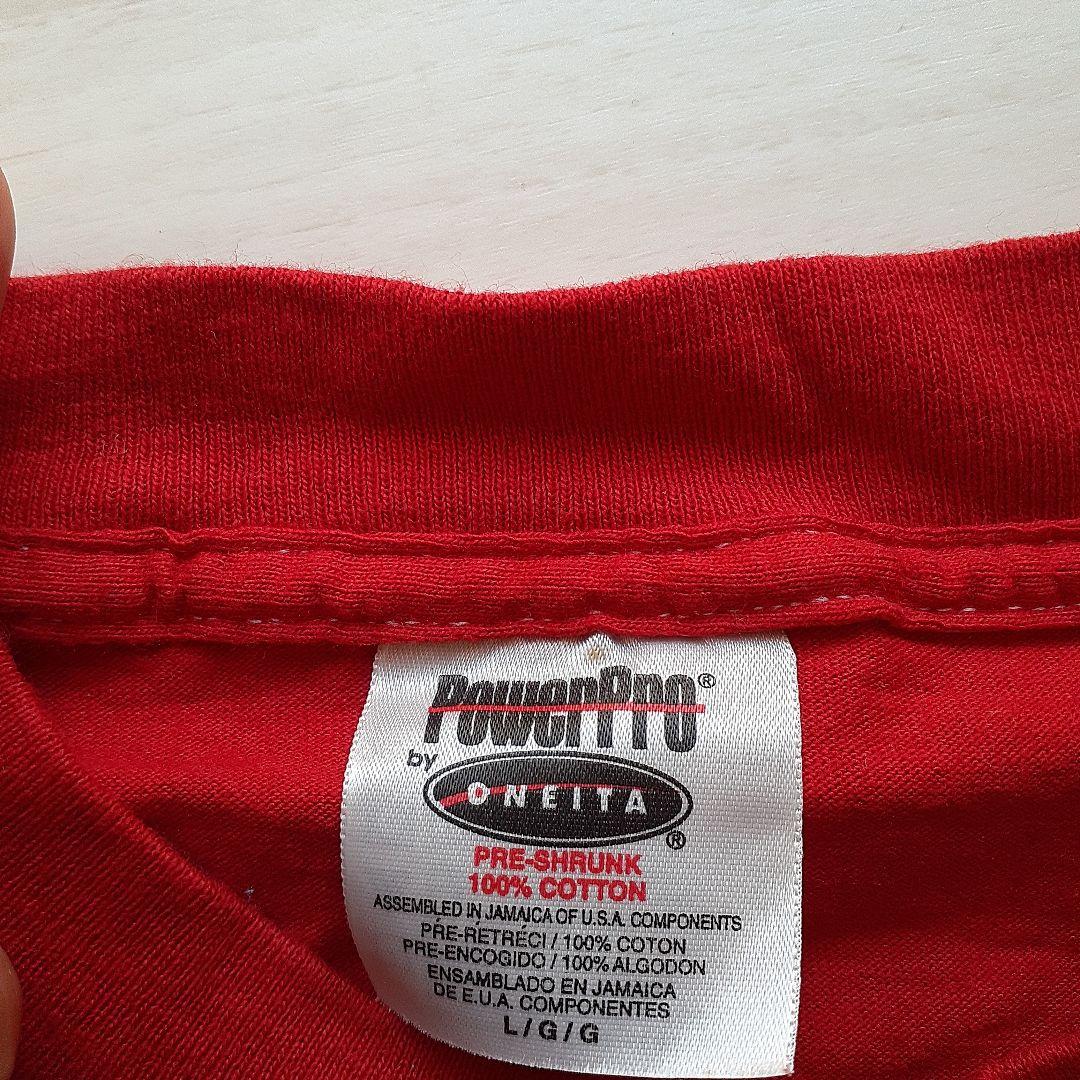 PowerPro®
by
ONEITA®
PRE-SHRUNK
100% COTTON
ASSEMBLED IN JAMAICA OF U.S.A. COMPONENTS
PRÉ-RÉTRÉCI / 100% COTON
PRE-ENCOGIDO / 100% ALGODON
ENSAMBLADO EN JAMAICA
DE E.U.A. COMPONENTES
L / G / G